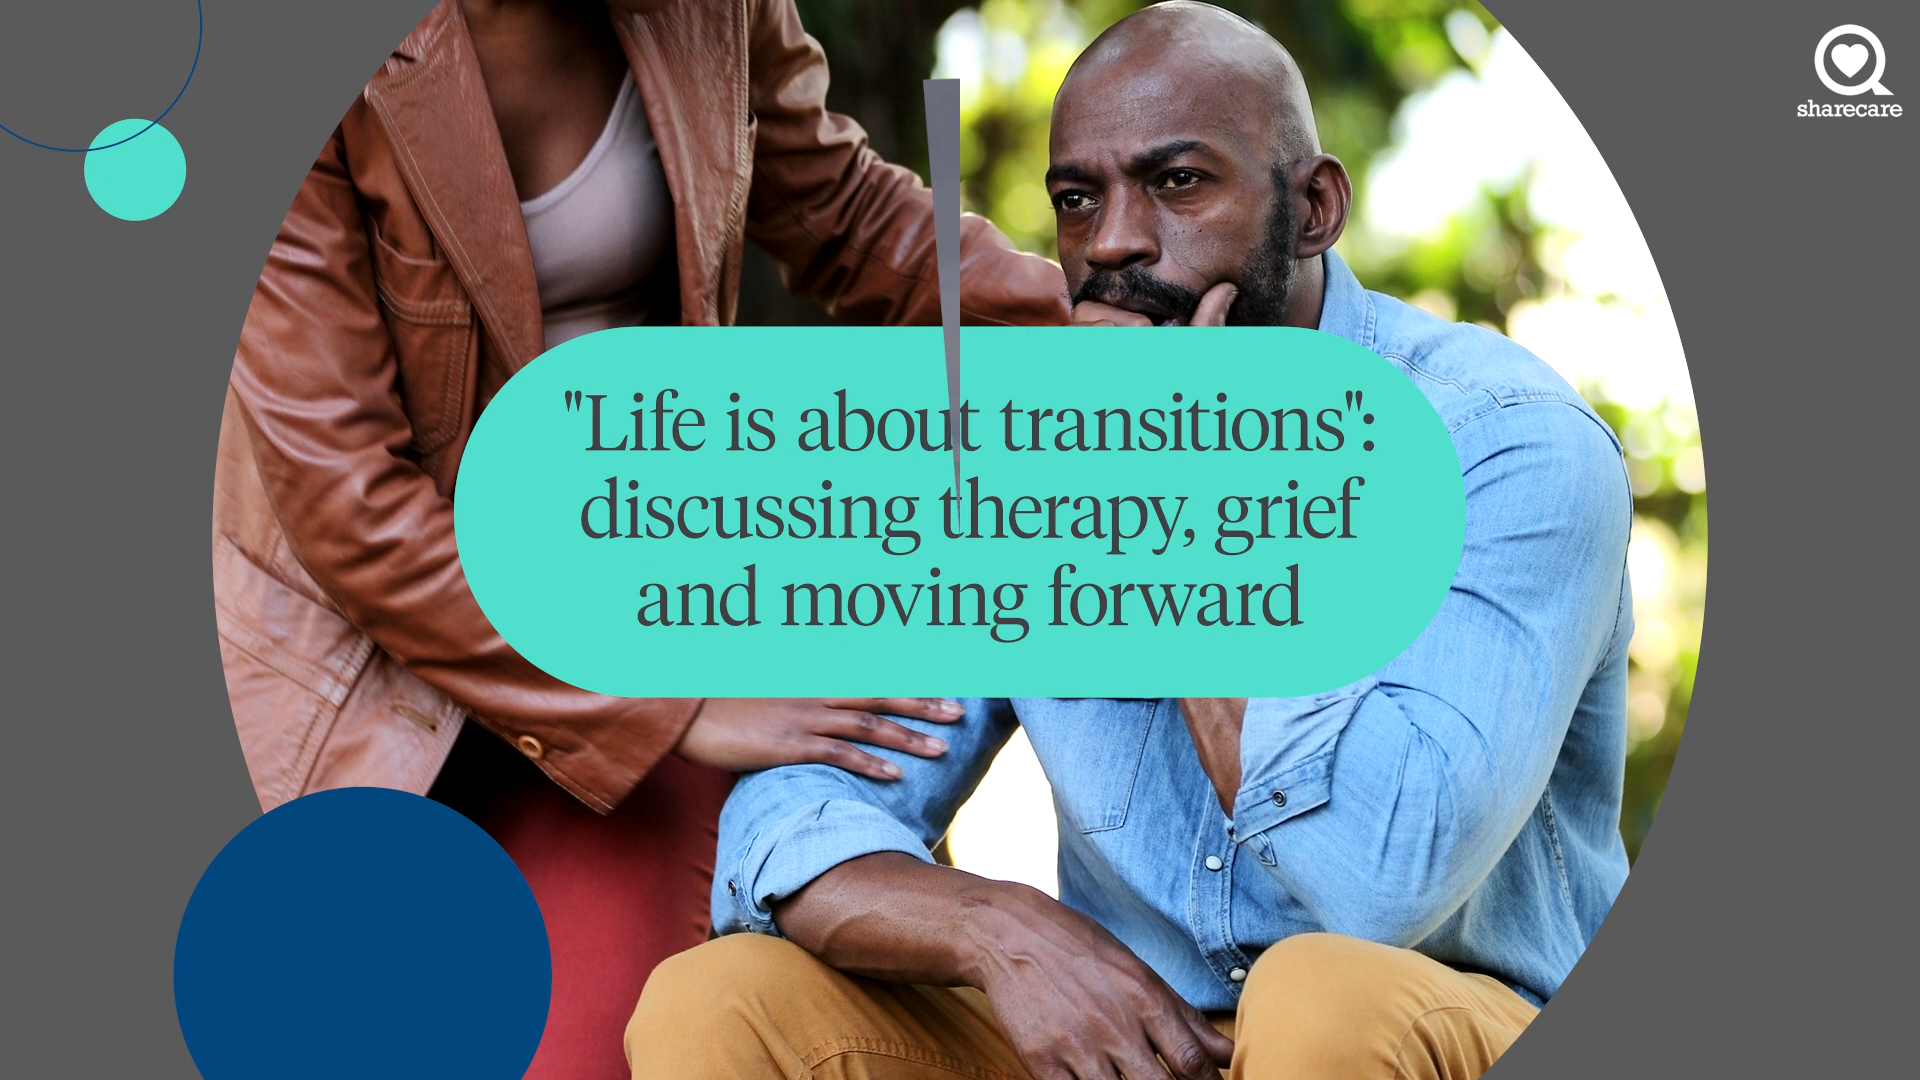 sharecare
"Life is about transitions":
discussing therapy, grief
and moving forward